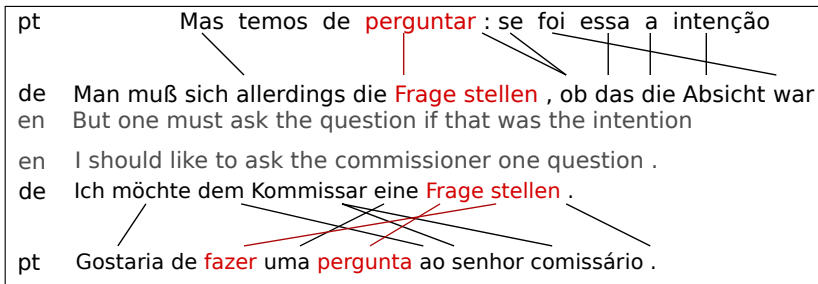 pt Mas temos de perguntar : se foi essa a intenção
de Man muß sich allerdings die Frage stellen , ob das die Absicht war
en But one must ask the question if that was the intention
en I should like to ask the commissioner one question .
de Ich möchte dem Kommissar eine Frage stellen .
pt Gostaria de fazer uma pergunta ao senhor comissário .